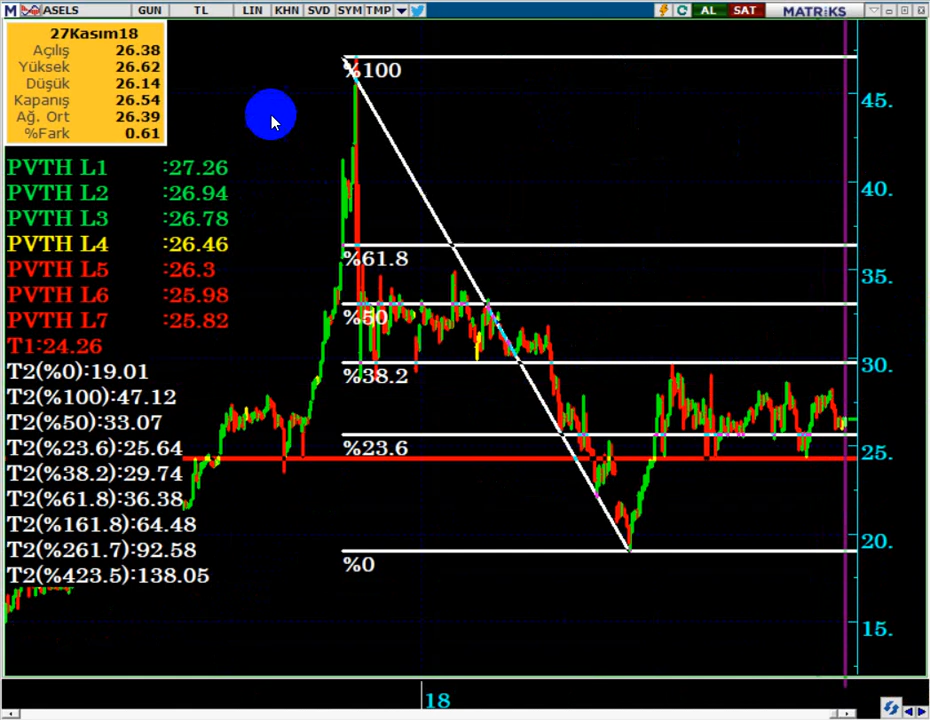 M ASELS GUN TL LIN KHN SVD SYM TMP AL SAT MATRiKS
27Kasım18
Açılış 26.38
Yüksek 26.62
Düşük 26.14
Kapanış 26.54
Ağ. Ort 26.39
%Fark 0.61
PVTH L1 :27.26
PVTH L2 :26.94
PVTH L3 :26.78
PVTH L4 :26.46
PVTH L5 :26.3
PVTH L6 :25.98
PVTH L7 :25.82
T1:24.26
T2(%0):19.01
T2(%100):47.12
T2(%50):33.07
T2(%23.6):25.64
T2(%38.2):29.74
T2(%61.8):36.38
T2(%161.8):64.48
T2(%261.7):92.58
T2(%423.5):138.05
%100
%61.8
%50
%38.2
%23.6
%0
45.
40.
35.
30.
25.
20.
15.
18